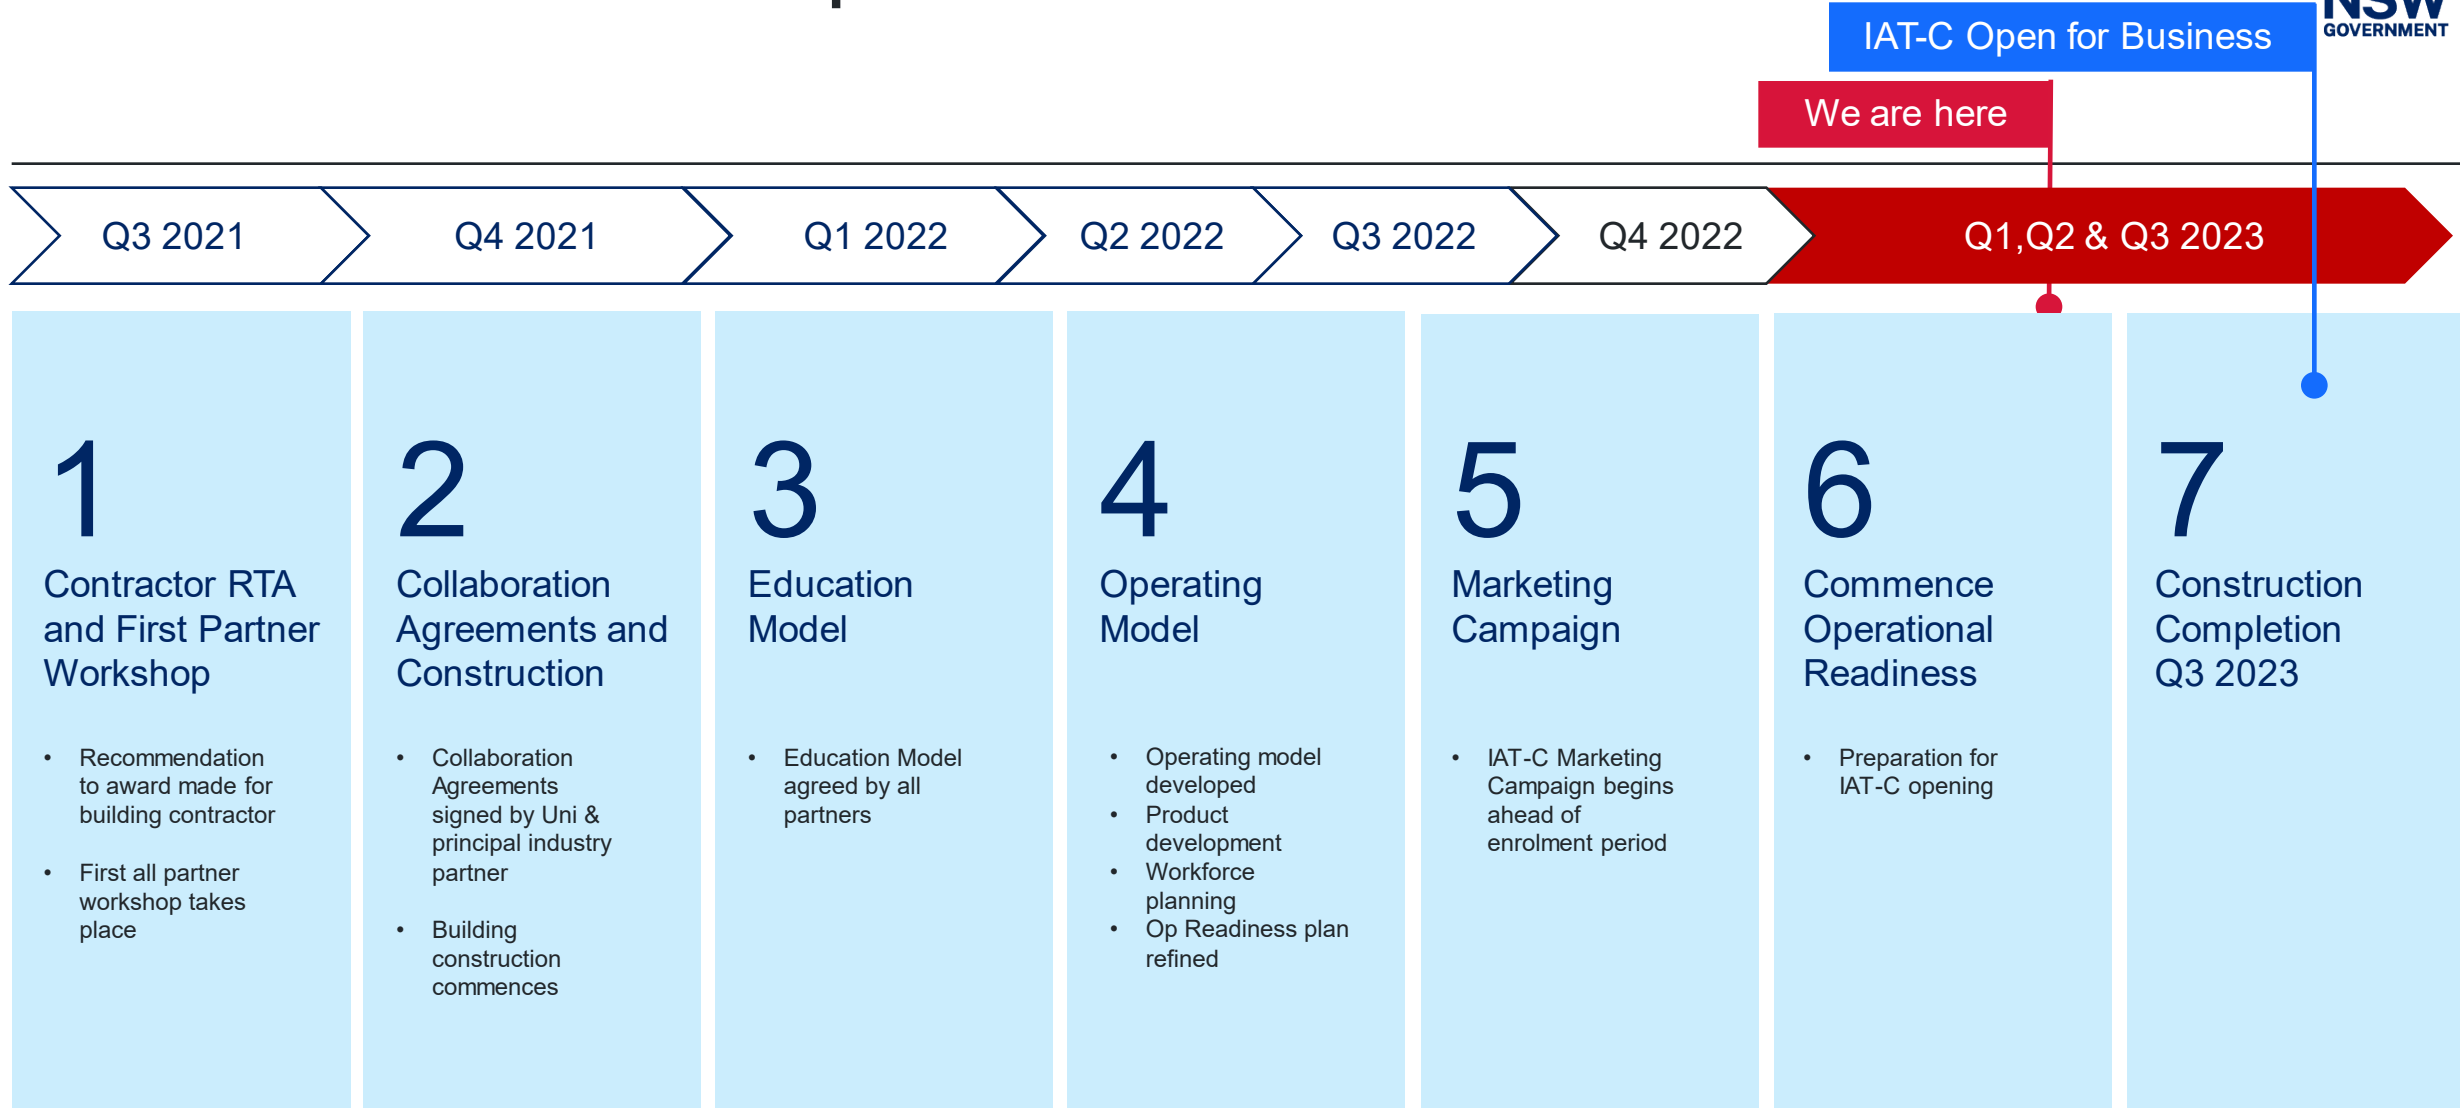 NSW
GOVERNMENT
IAT-C Open for Business
We are here
Q3 2021
Q4 2021
Q1 2022
Q2 2022
Q3 2022
Q4 2022
Q1,Q2 & Q3 2023
1
Contractor RTA
and First Partner
Workshop
• Recommendation
to award made for
building contractor
• First all partner
workshop takes
place
2
Collaboration
Agreements and
Construction
• Collaboration
Agreements
signed by Uni &
principal industry
partner
• Building
construction
commences
3
Education
Model
• Education Model
agreed by all
partners
4
Operating
Model
• Operating model
developed
• Product
development
• Workforce
planning
• Op Readiness plan
refined
5
Marketing
Campaign
• IAT-C Marketing
Campaign begins
ahead of
enrolment period
6
Commence
Operational
Readiness
• Preparation for
IAT-C opening
7
Construction
Completion
Q3 2023